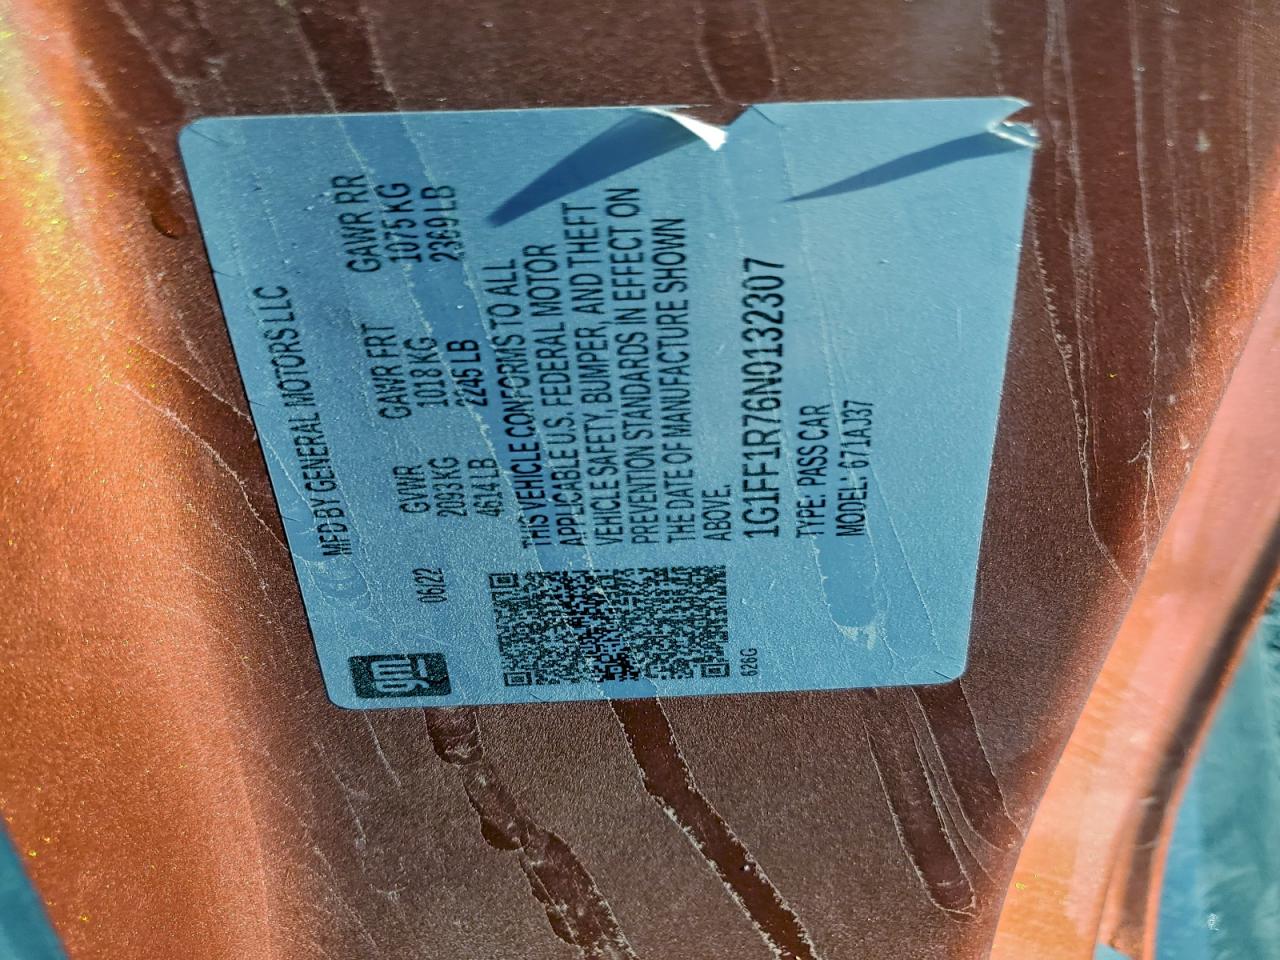 MFD BY GENERAL MOTORS LLC
06/22 GVWR GAWR FRT GAWR RR
2093 KG 1018 KG 1075 KG
4614 LB 2245 LB 2369 LB
THIS VEHICLE CONFORMS TO ALL
APPLICABLE U.S. FEDERAL MOTOR
VEHICLE SAFETY, BUMPER, AND THEFT
PREVENTION STANDARDS IN EFFECT ON
THE DATE OF MANUFACTURE SHOWN
ABOVE.
1G1FF1R76N0132307
TYPE: PASS CAR
MODEL: 671AJ37
gm
626G